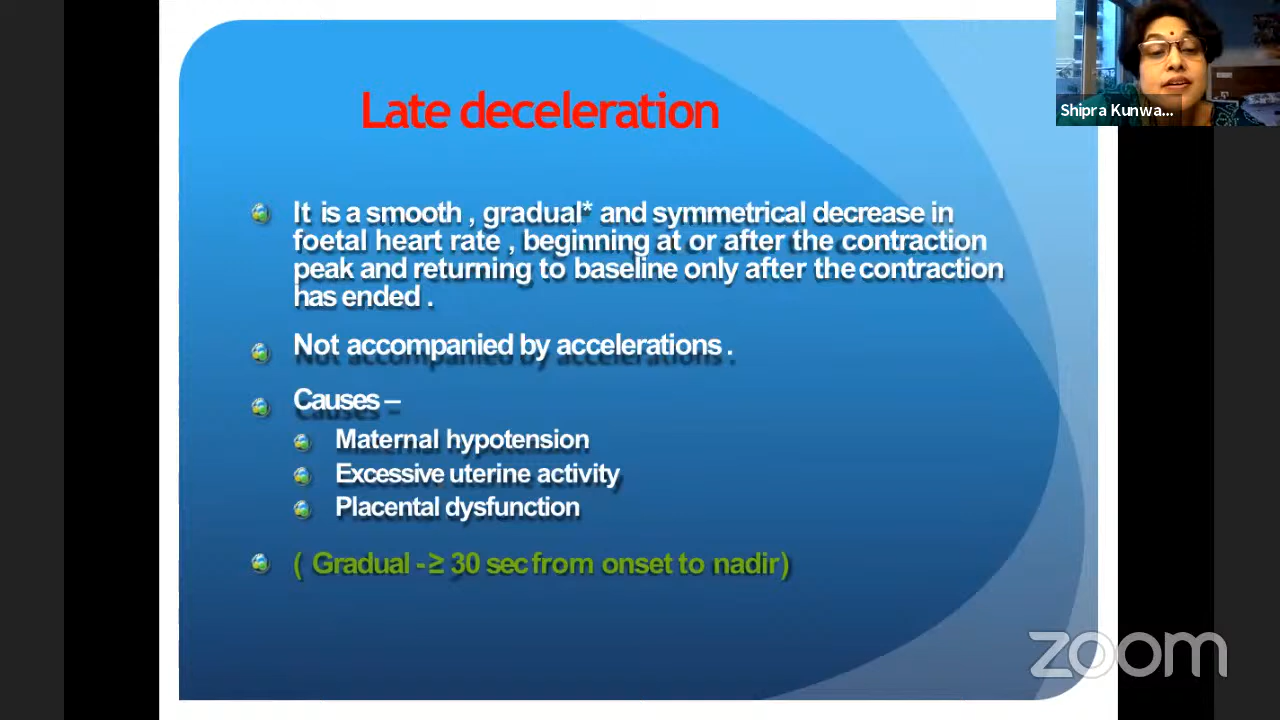 Shipra Kunwa...
Late deceleration
It is a smooth , gradual* and symmetrical decrease in
foetal heart rate , beginning at or after the contraction
peak and returning to baseline only after the contraction
has ended .
Not accompanied by accelerations .
Causes –
Maternal hypotension
Excessive uterine activity
Placental dysfunction
( Gradual - ≥ 30 sec from onset to nadir)
zoom